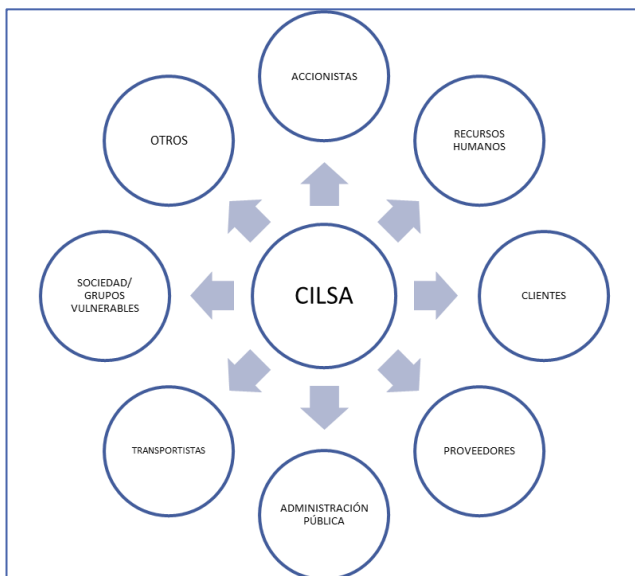 ACCIONISTAS
OTROS
RECURSOS
HUMANOS
SOCIEDAD/
GRUPOS
VULNERABLES
CILSA
CLIENTES
TRANSPORTISTAS
PROVEEDORES
ADMINISTRACIÓN
PÚBLICA